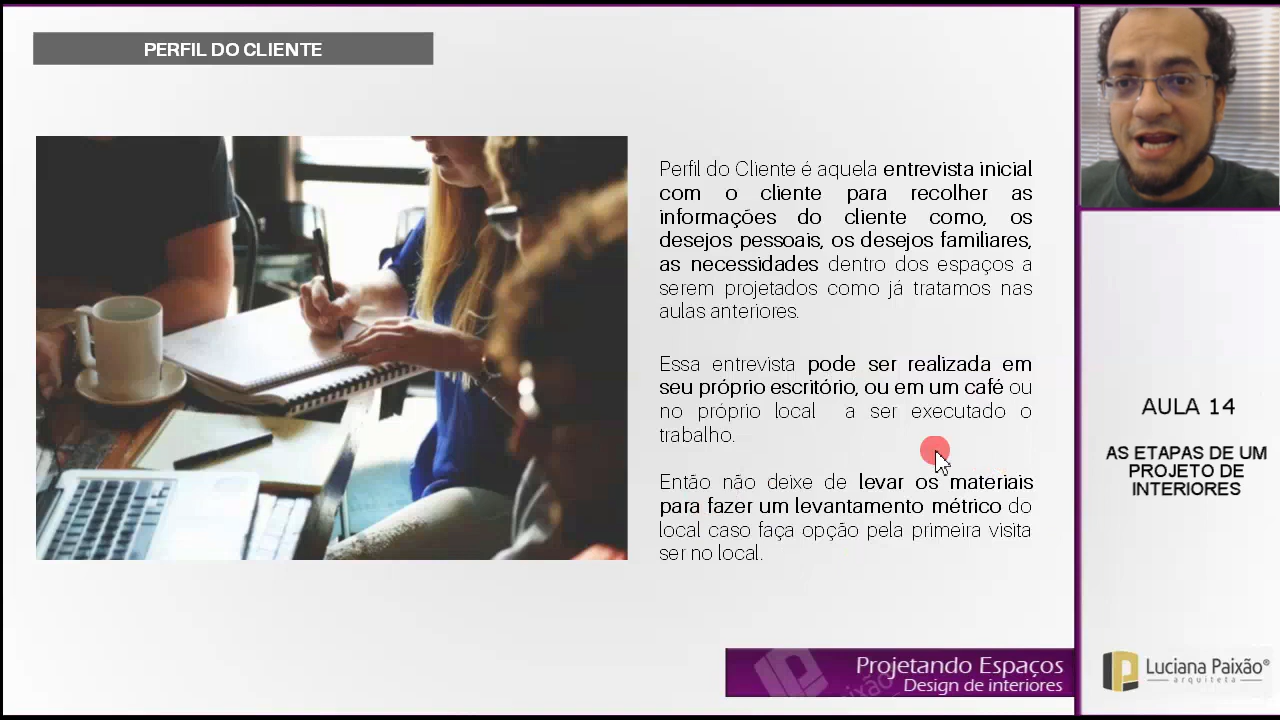 PERFIL DO CLIENTE
Perfil do Cliente é aquela entrevista inicial
com o cliente para recolher as
informações do cliente como, os
desejos pessoais, os desejos familiares,
as necessidades dentro dos espaços a
serem projetados como já tratamos nas
aulas anteriores.
Essa entrevista pode ser realizada em
seu próprio escritório, ou em um café ou
no próprio local a ser executado o
trabalho.
Então não deixe de levar os materiais
para fazer um levantamento métrico do
local caso faça opção pela primeira visita
ser no local.
AULA 14
AS ETAPAS DE UM
PROJETO DE
INTERIORES
Projetando Espaços
Design de interiores
Luciana Paixão®
arquiteta